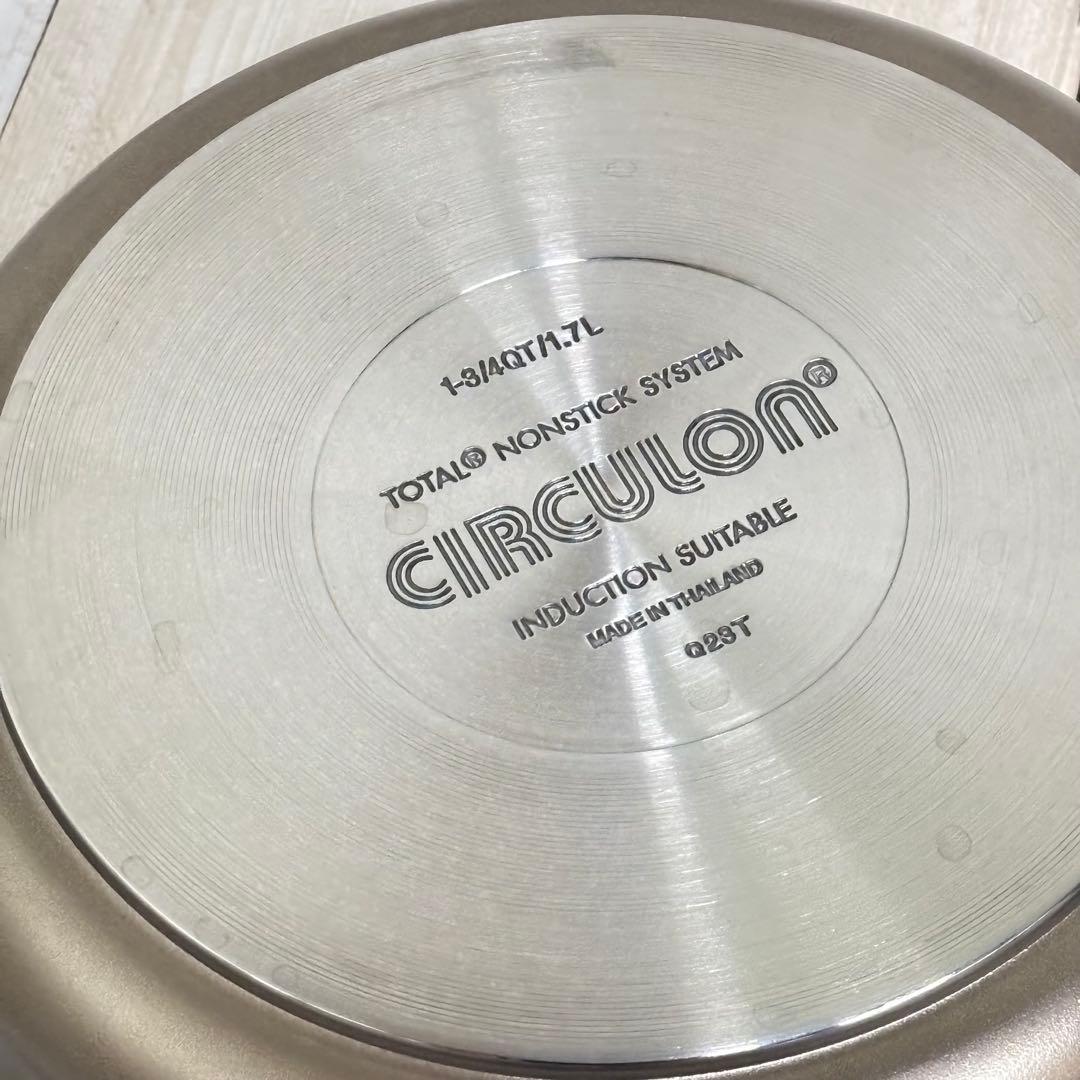 1-3/4QT/1.7L
TOTAL® NONSTICK SYSTEM
CIRCULON®
INDUCTION SUITABLE
MADE IN THAILAND
Q23T